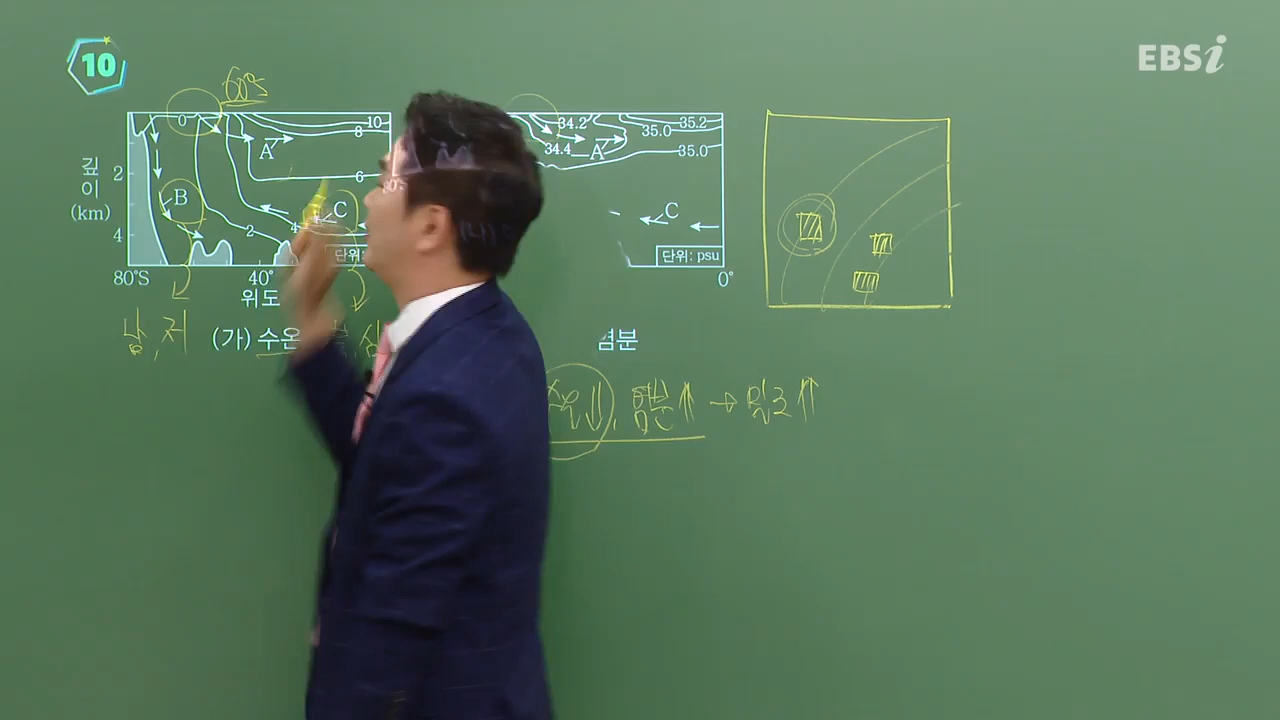 10
EBSi
60°S
0
10
8
A
깊이
(km)
2
4
B
6
C
2
4
단위:
80°S
40°
위도
(가) 수온
남, 저
심
34.2
35.2
35.0
34.4
A
35.0
C
단위: psu
0°
염분
80°
수온↓, 염분↑ → 밀도↑